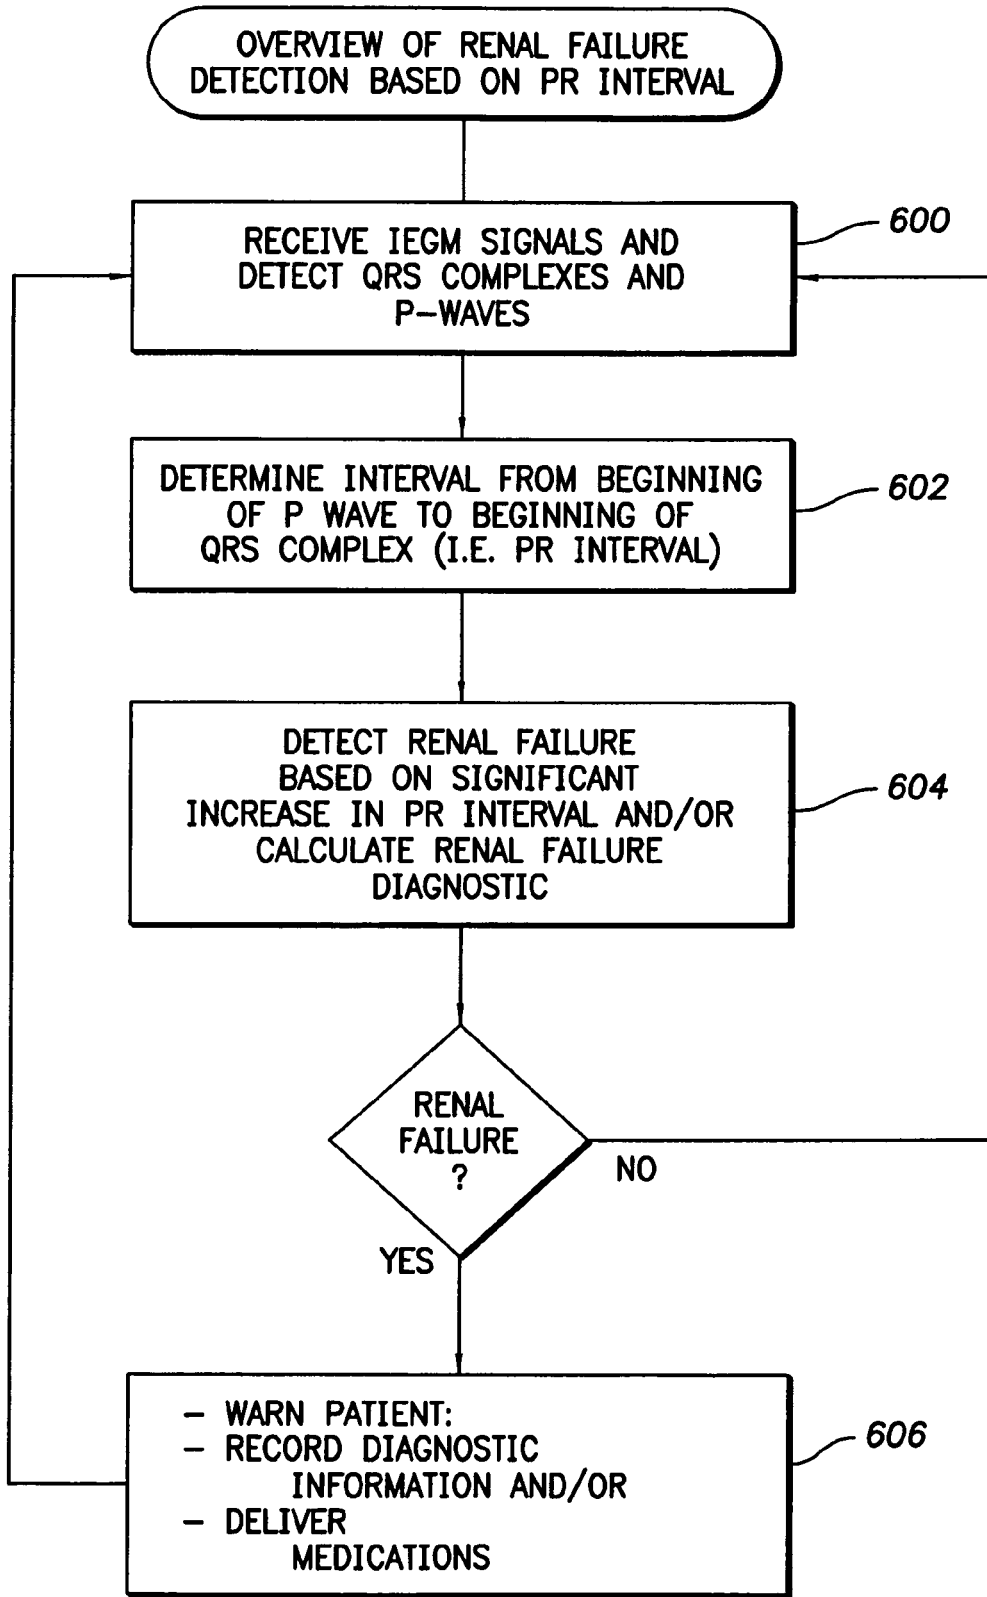 OVERVIEW OF RENAL FAILURE
DETECTION BASED ON PR INTERVAL
600
RECEIVE IEGM SIGNALS AND
DETECT QRS COMPLEXES AND
P-WAVES
602
DETERMINE INTERVAL FROM BEGINNING
OF P WAVE TO BEGINNING OF
QRS COMPLEX (I.E. PR INTERVAL)
604
DETECT RENAL FAILURE
BASED ON SIGNIFICANT
INCREASE IN PR INTERVAL AND/OR
CALCULATE RENAL FAILURE
DIAGNOSTIC
RENAL
FAILURE
?
NO
YES
606
- WARN PATIENT:
- RECORD DIAGNOSTIC
INFORMATION AND/OR
- DELIVER
MEDICATIONS